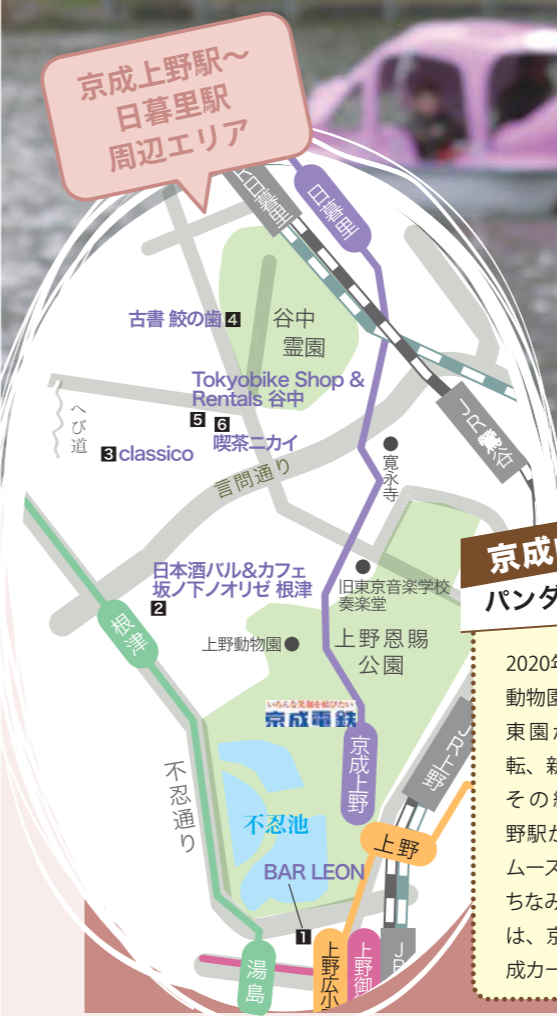 京成上野駅～
日暮里駅
周辺エリア
日暮里
日暮里
古書 鮫の歯 4
谷中
霊園
Tokyobike Shop &
Rentals 谷中
5 6
喫茶ニカイ
へび道
3 classico
言問通り
寛永寺
日本酒バル&カフェ
坂ノ下ノオリゼ 根津
2
旧東京音楽学校
奏楽堂
根津
上野動物園
上野恩賜
公園
いろんな笑顔を結びたい
京成電鉄
京成上野
JR上野
不忍通り
不忍池
上野
BAR LEON
1
湯島
上野広小
上野御
京成
パンダ
2020年
動物園
東園が
転、新
その経
野駅が
ムース
ちなみ
は、京
成カー